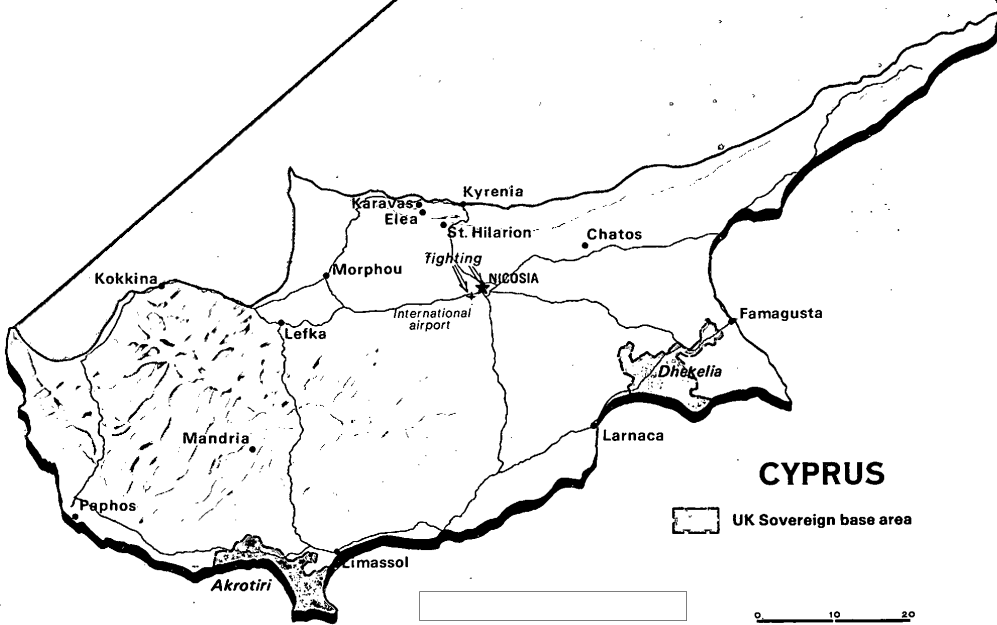 Karavas
Kyrenia
Elea
St. Hilarion
Chatos
Fighting
Kokkina
Morphou
NICOSIA
International
airport
Lefka
Famagusta
Dhekelia
Mandria
Larnaca
CYPRUS
Paphos
UK Sovereign base area
Limassol
Akrotiri
0 10 20